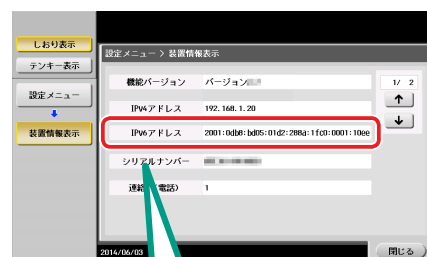 しおり表示
テンキー表示
設定メニュー
装置情報表示
設定メニュー > 装置情報表示
機能バージョン バージョン
IPv4アドレス 192.168.1.20
IPv6アドレス 2001:0db8:bd05:01d2:288a:1fc0:0001:10ee
シリアルナンバー
連絡 電話) 1
1/ 2
2014/06/03
閉じる